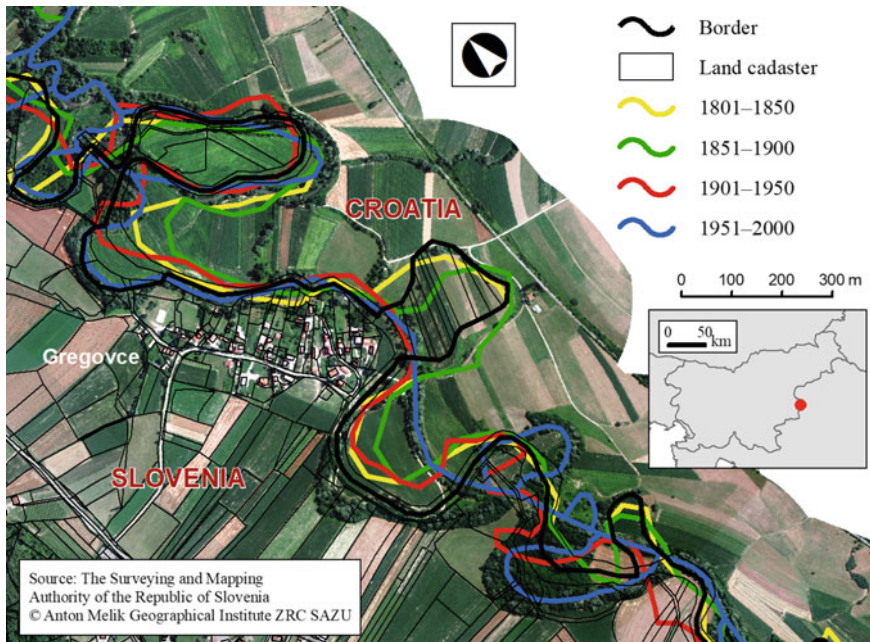 Border
Land cadaster
1801–1850
1851–1900
CROATIA
1901–1950
1951–2000
0 100 200 300 m
0 50
km
Gregovce
SLOVENIA
Source: The Surveying and Mapping
Authority of the Republic of Slovenia
© Anton Melik Geographical Institute ZRC SAZU